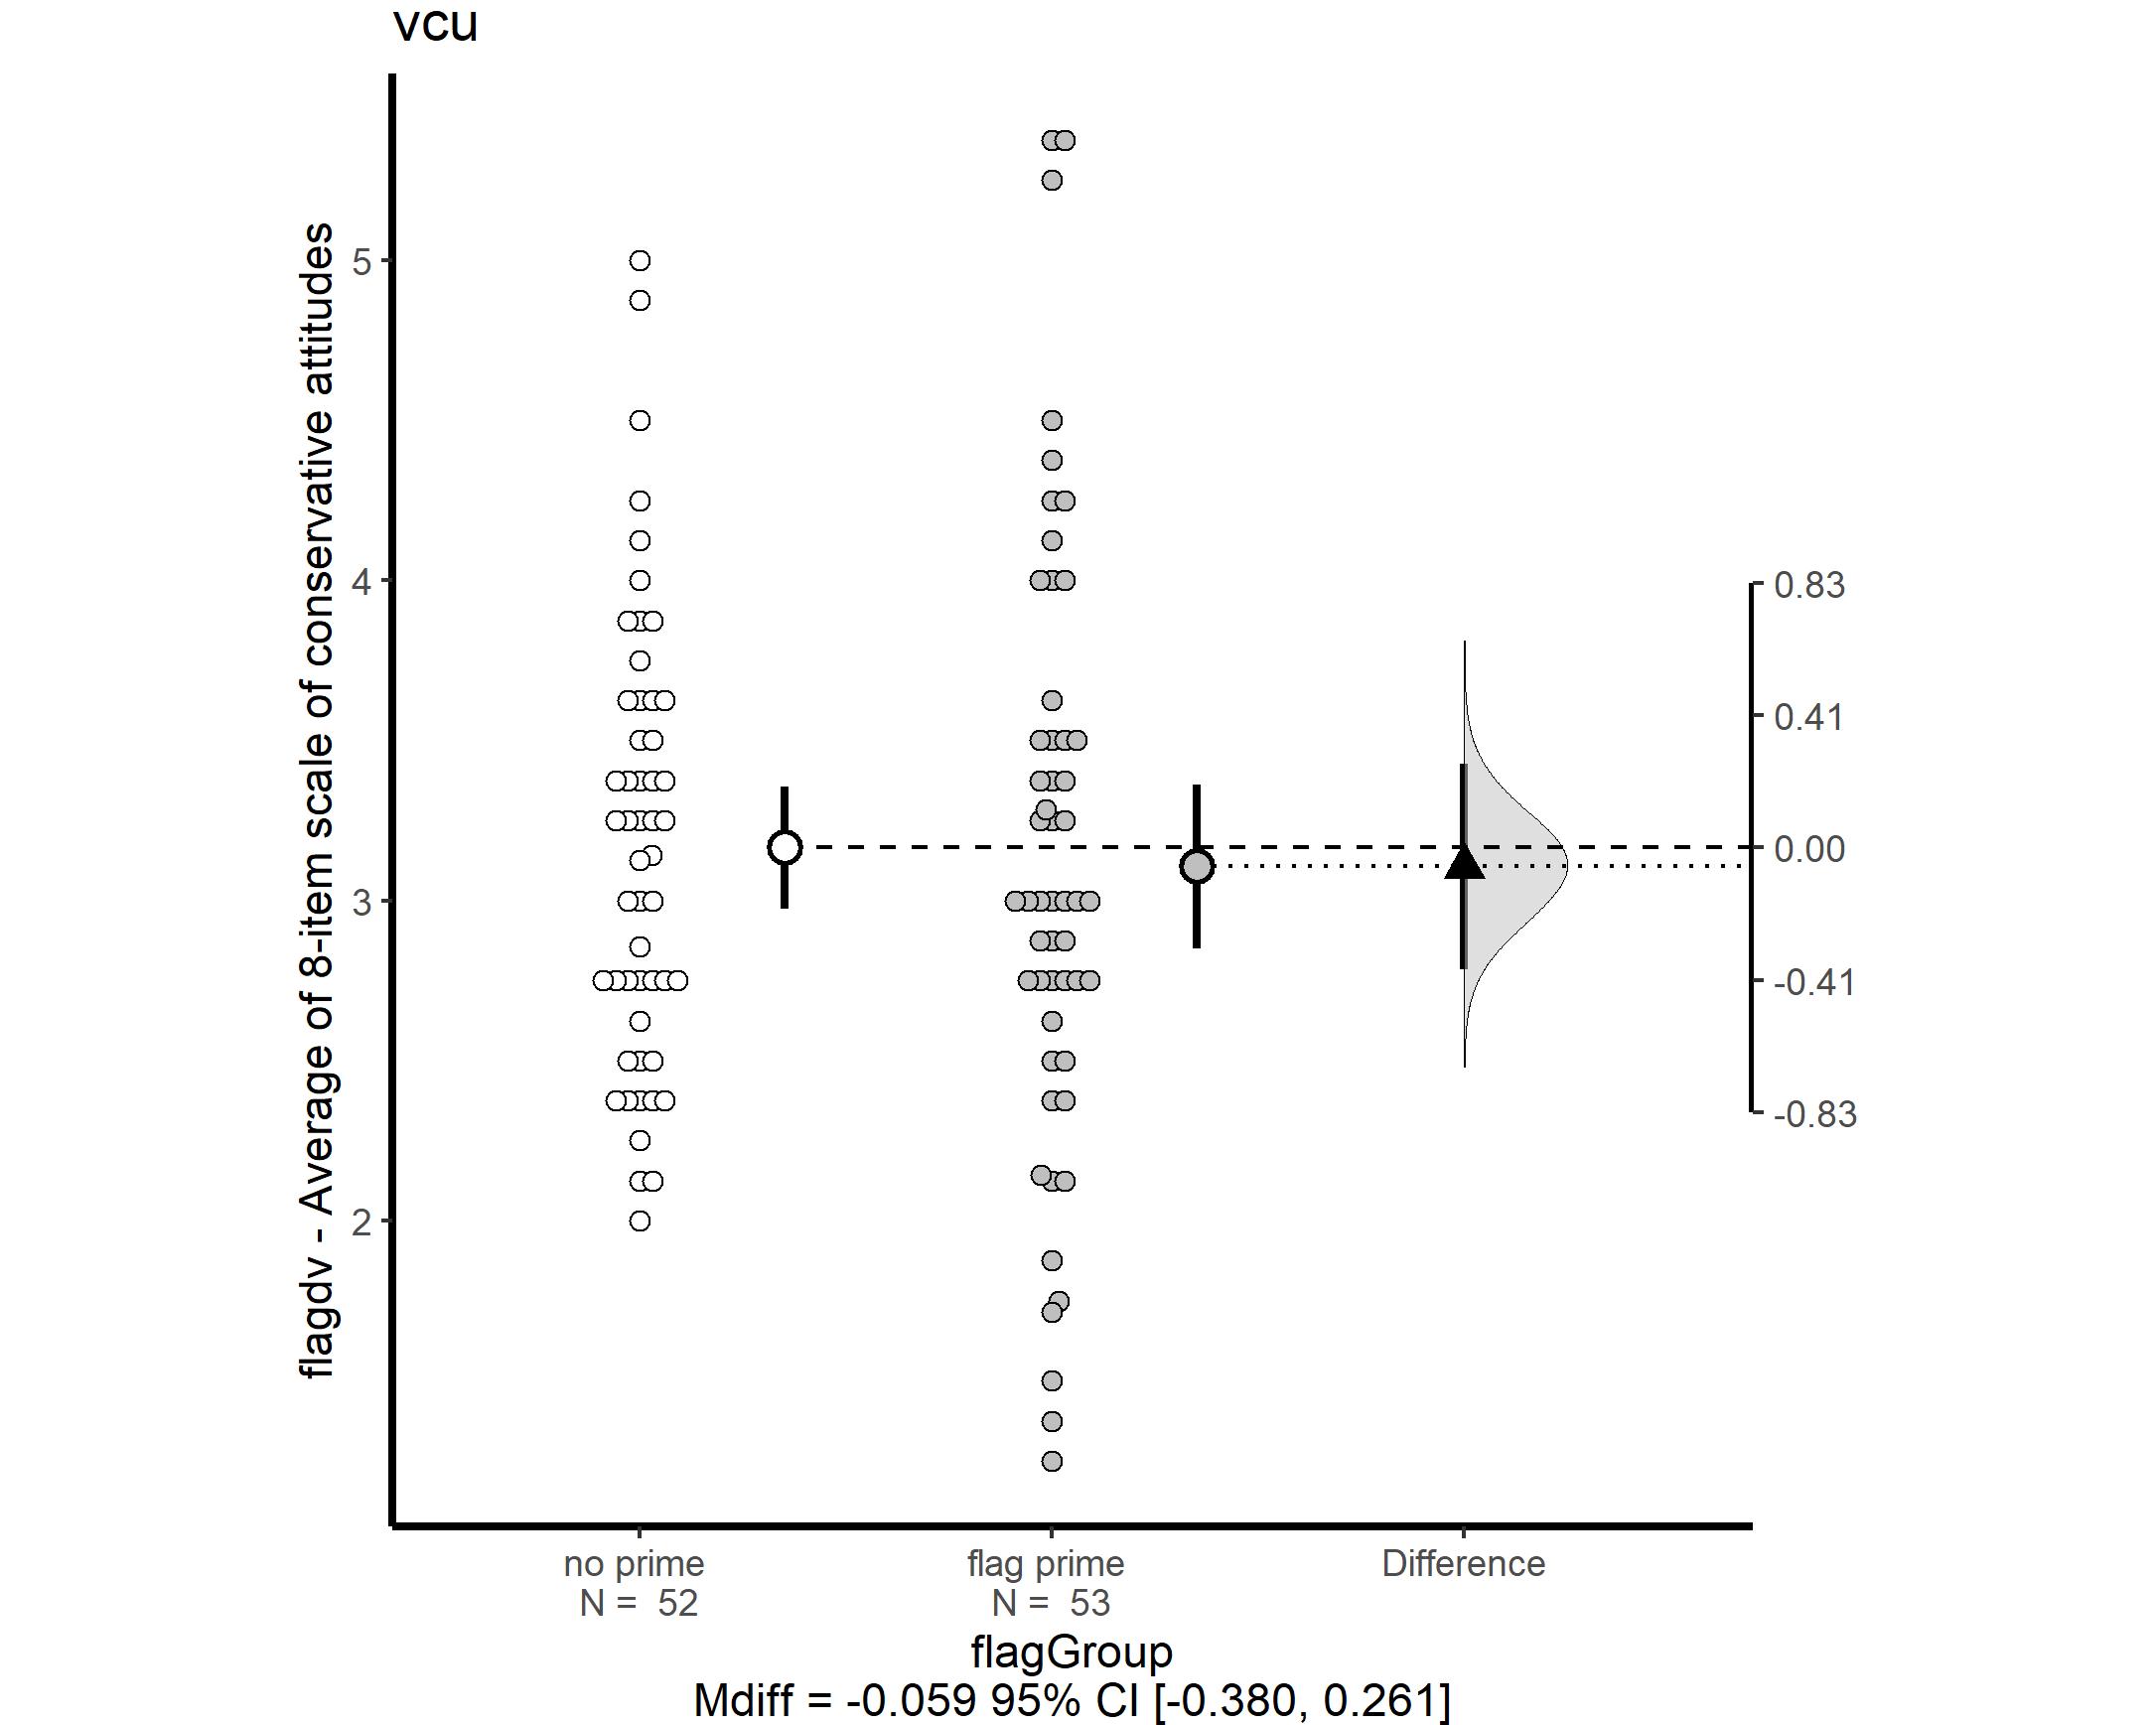 vcu
flagdv - Average of 8-item scale of conservative attitudes
5
4
3
2
0.83
0.41
0.00
-0.41
-0.83
no prime
N =  52
flag prime
N =  53
Difference
flagGroup
Mdiff = -0.059 95% CI [-0.380, 0.261]